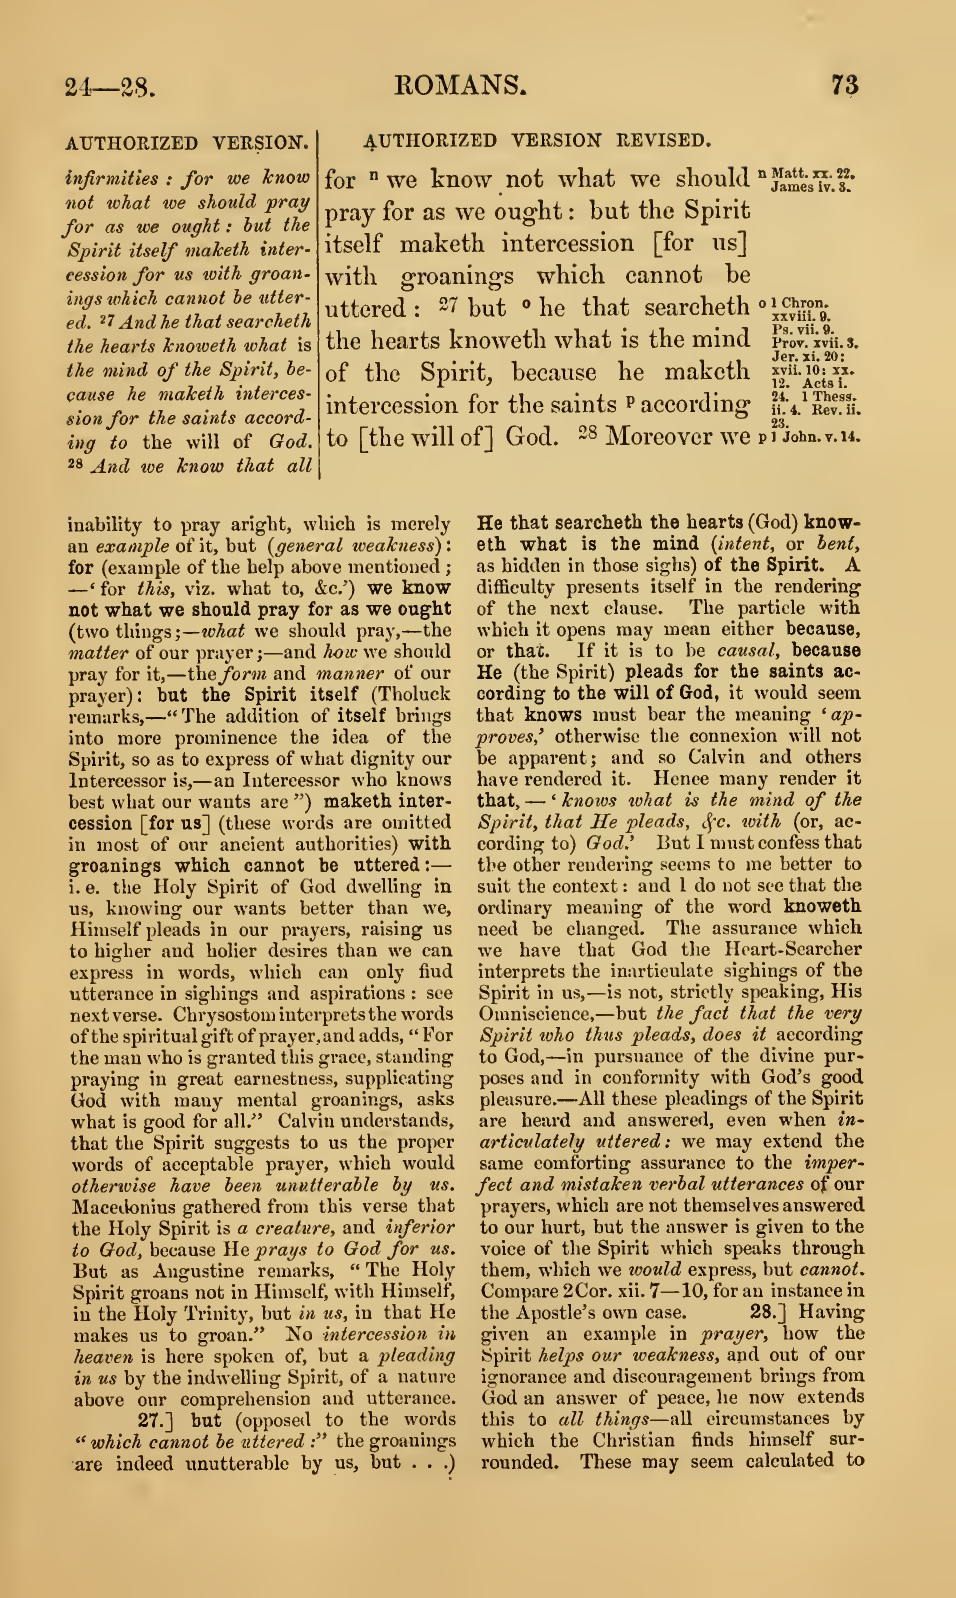 24—28.
ROMANS.
73
AUTHORIZED VERSION.
infirmities : for we know
not what we should pray
for as we ought : but the
Spirit itself maketh inter-
cession for us with groan-
ings which cannot be utter-
ed. 27 And he that searcheth
the hearts knoweth what is
the mind of the Spirit, be-
cause he maketh interces-
sion for the saints accord-
ing to the will of God.
28 And we know that all
AUTHORIZED VERSION REVISED.
for n we know not what we should
pray for as we ought : but the Spirit
itself maketh intercession [for us]
with groanings which cannot be
uttered : 27 but o he that searcheth
the hearts knoweth what is the mind
of the Spirit, because he maketh
intercession for the saints p according
to [the will of] God. 28 Moreover we
n Matt. xx. 22.
James iv. 3.
o 1 Chron.
xxviii. 9.
Ps. vii. 9.
Prov. xvii. 3.
Jer. xi. 20:
xvii. 10: xx.
12. Acts i.
24. 1 Thess.
ii. 4. Rev. ii.
23.
p 1 John. v. 14.
inability to pray aright, which is merely
an example of it, but (general weakness) :
for (example of the help above mentioned ;
—‘ for this, viz. what to, &c.’) we know
not what we should pray for as we ought
(two things ;—what we should pray,—the
matter of our prayer ;—and how we should
pray for it,—the form and manner of our
prayer) : but the Spirit itself (Tholuck
remarks,—“ The addition of itself brings
into more prominence the idea of the
Spirit, so as to express of what dignity our
Intercessor is,—an Intercessor who knows
best what our wants are ”) maketh inter-
cession [for us] (these words are omitted
in most of our ancient authorities) with
groanings which cannot be uttered :—
i. e. the Holy Spirit of God dwelling in
us, knowing our wants better than we,
Himself pleads in our prayers, raising us
to higher and holier desires than we can
express in words, which can only find
utterance in sighings and aspirations : see
next verse. Chrysostom interprets the words
of the spiritual gift of prayer, and adds, “ For
the man who is granted this grace, standing
praying in great earnestness, supplicating
God with many mental groanings, asks
what is good for all.” Calvin understands,
that the Spirit suggests to us the proper
words of acceptable prayer, which would
otherwise have been unutterable by us.
Macedonius gathered from this verse that
the Holy Spirit is a creature, and inferior
to God, because He prays to God for us.
But as Augustine remarks, “ The Holy
Spirit groans not in Himself, with Himself,
in the Holy Trinity, but in us, in that He
makes us to groan.” No intercession in
heaven is here spoken of, but a pleading
in us by the indwelling Spirit, of a nature
above our comprehension and utterance.
27.] but (opposed to the words
“ which cannot be uttered :” the groanings
are indeed unutterable by us, but . . .)
He that searcheth the hearts (God) know-
eth what is the mind (intent, or bent,
as hidden in those sighs) of the Spirit. A
difficulty presents itself in the rendering
of the next clause. The particle with
which it opens may mean either because,
or that. If it is to be causal, because
He (the Spirit) pleads for the saints ac-
cording to the will of God, it would seem
that knows must bear the meaning ‘ ap-
proves,’ otherwise the connexion will not
be apparent ; and so Calvin and others
have rendered it. Hence many render it
that, — ‘ knows what is the mind of the
Spirit, that He pleads, &c. with (or, ac-
cording to) God.’ But I must confess that
the other rendering seems to me better to
suit the context : and I do not see that the
ordinary meaning of the word knoweth
need be changed. The assurance which
we have that God the Heart-Searcher
interprets the inarticulate sighings of the
Spirit in us,—is not, strictly speaking, His
Omniscience,—but the fact that the very
Spirit who thus pleads, does it according
to God,—in pursuance of the divine pur-
poses and in conformity with God’s good
pleasure.—All these pleadings of the Spirit
are heard and answered, even when in-
articulately uttered : we may extend the
same comforting assurance to the imper-
fect and mistaken verbal utterances of our
prayers, which are not themselves answered
to our hurt, but the answer is given to the
voice of the Spirit which speaks through
them, which we would express, but cannot.
Compare 2 Cor. xii. 7—10, for an instance in
the Apostle’s own case. 28.] Having
given an example in prayer, how the
Spirit helps our weakness, and out of our
ignorance and discouragement brings from
God an answer of peace, he now extends
this to all things—all circumstances by
which the Christian finds himself sur-
rounded. These may seem calculated to